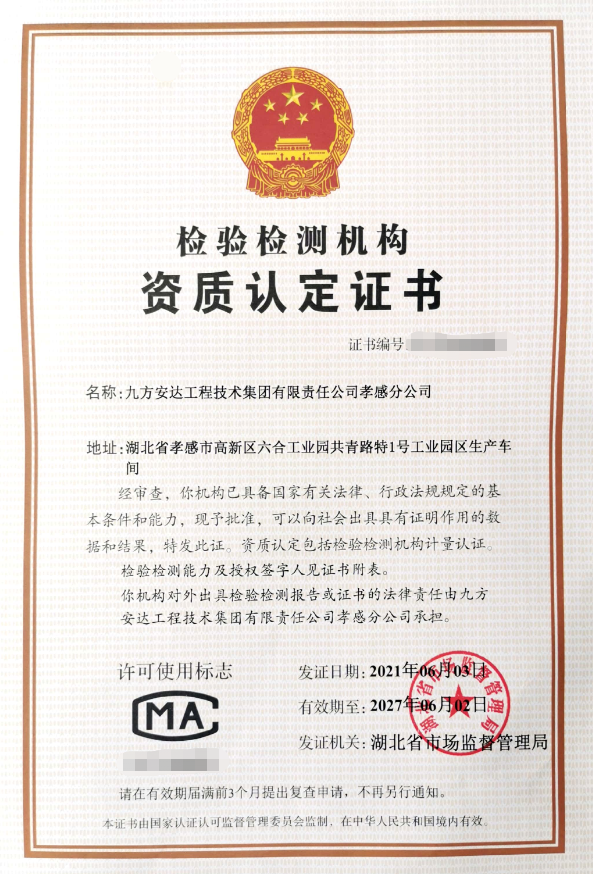 检验检测机构
资质认定证书
证书编号:
名称:九方安达工程技术集团有限责任公司孝感分公司
地址:湖北省孝感市高新区六合工业园共青路特1号工业园区生产车
间
经审查，你机构已具备国家有关法律、行政法规规定的基
本条件和能力，现予批准，可以向社会出具具有证明作用的数
据和结果，特发此证。资质认定包括检验检测机构计量认证。
检验检测能力及授权签字人见证书附表。
你机构对外出具检验检测报告或证书的法律责任由九方
安达工程技术集团有限责任公司孝感分公司承担。
许可使用标志
MA
发证日期:2021年06月03日
有效期至:2027年06月02日
发证机关:湖北省市场监督管理局
湖北省市场监督管理局
请在有效期届满前3个月提出复查申请，不再另行通知。
本证书由国家认证认可监督管理委员会监制，在中华人民共和国境内有效。